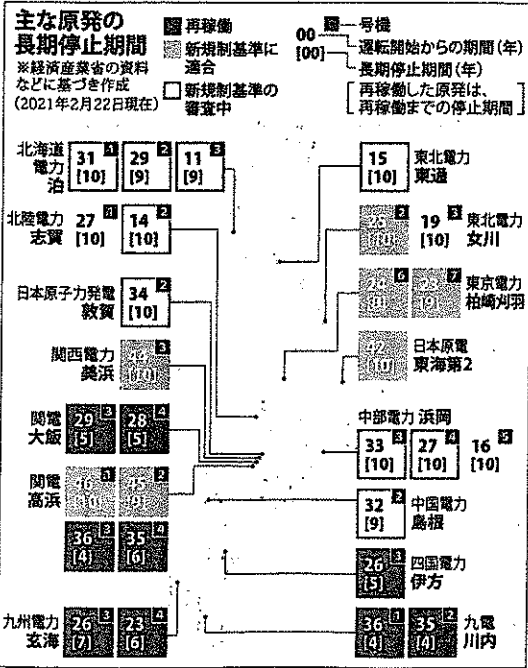 主な原発の
長期停止期間
※経済産業省の資料
などに基づき作成
(2021年2月22日現在)
再稼働
新規制基準に
適合
新規制基準の
審査中
号機
00 運転開始からの期間(年)
[00] 長期停止期間(年)
[再稼働した原発は、
再稼働までの停止期間]
北海道
電力
泊
31 1
[10]
29 2
[9]
11 3
[9]
北陸電力
志賀
27 1
[10]
14 2
[10]
日本原子力発電
敦賀
34 2
[10]
関西電力
美浜
3
[10]
関電
大飯
29 3
[5]
28 4
[5]
関電
高浜
1
2
36 3
[4]
35 4
[6]
九州電力
玄海
26 3
[7]
23 4
[6]
15
[10]
東北電力
東通
2
[10]
19 3
[10]
東北電力
女川
6
7
[9]
東京電力
柏崎刈羽
[10]
日本原電
東海第2
中部電力 浜岡
33 3
[10]
27 4
[10]
16 5
[10]
32 2
[9]
中国電力
島根
26 3
[5]
四国電力
伊方
36 1
[4]
35 2
[4]
九電
川内